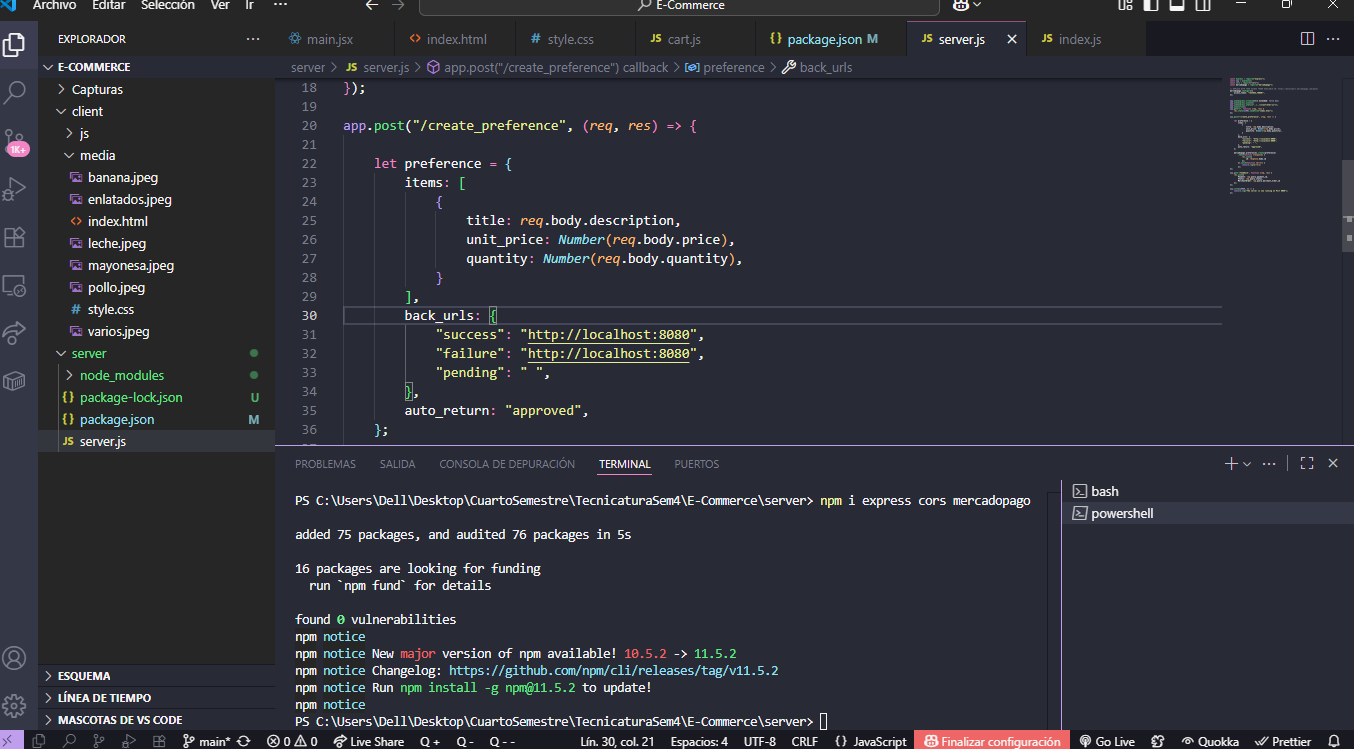 Archivo Editar Selección Ver Ir ··· E-Commerce
EXPLORADOR ···
E-COMMERCE
Capturas
client
js
media
banana.jpeg
enlatados.jpeg
index.html
leche.jpeg
mayonesa.jpeg
pollo.jpeg
style.css
varios.jpeg
server
node_modules
package-lock.json U
package.json M
server.js
ESQUEMA
LÍNEA DE TIEMPO
MASCOTAS DE VS CODE
1K+
main.jsx index.html style.css cart.js package.json M server.js index.js
server > server.js > app.post("/create_preference") callback > preference > back_urls
18 });
19
20 app.post("/create_preference", (req, res) => {
21
22 let preference = {
23 items: [
24 {
25 title: req.body.description,
26 unit_price: Number(req.body.price),
27 quantity: Number(req.body.quantity),
28 }
29 ],
30 back_urls: {
31 "success": "http://localhost:8080",
32 "failure": "http://localhost:8080",
33 "pending": " ",
34 },
35 auto_return: "approved",
36 };
PROBLEMAS SALIDA CONSOLA DE DEPURACIÓN TERMINAL PUERTOS
PS C:\Users\Dell\Desktop\CuartoSemestre\TecnicaturaSem4\E-Commerce\server> npm i express cors mercadopago
added 75 packages, and audited 76 packages in 5s
16 packages are looking for funding
run `npm fund` for details
found 0 vulnerabilities
npm notice
npm notice New major version of npm available! 10.5.2 -> 11.5.2
npm notice Changelog: https://github.com/npm/cli/releases/tag/v11.5.2
npm notice Run npm install -g npm@11.5.2 to update!
npm notice
PS C:\Users\Dell\Desktop\CuartoSemestre\TecnicaturaSem4\E-Commerce\server>
bash
powershell
main* 0 0 Live Share Q + Q - Q - - Lín. 30, col. 21 Espacios: 4 UTF-8 CRLF {} JavaScript Finalizar configuración Go Live Quokka Prettier